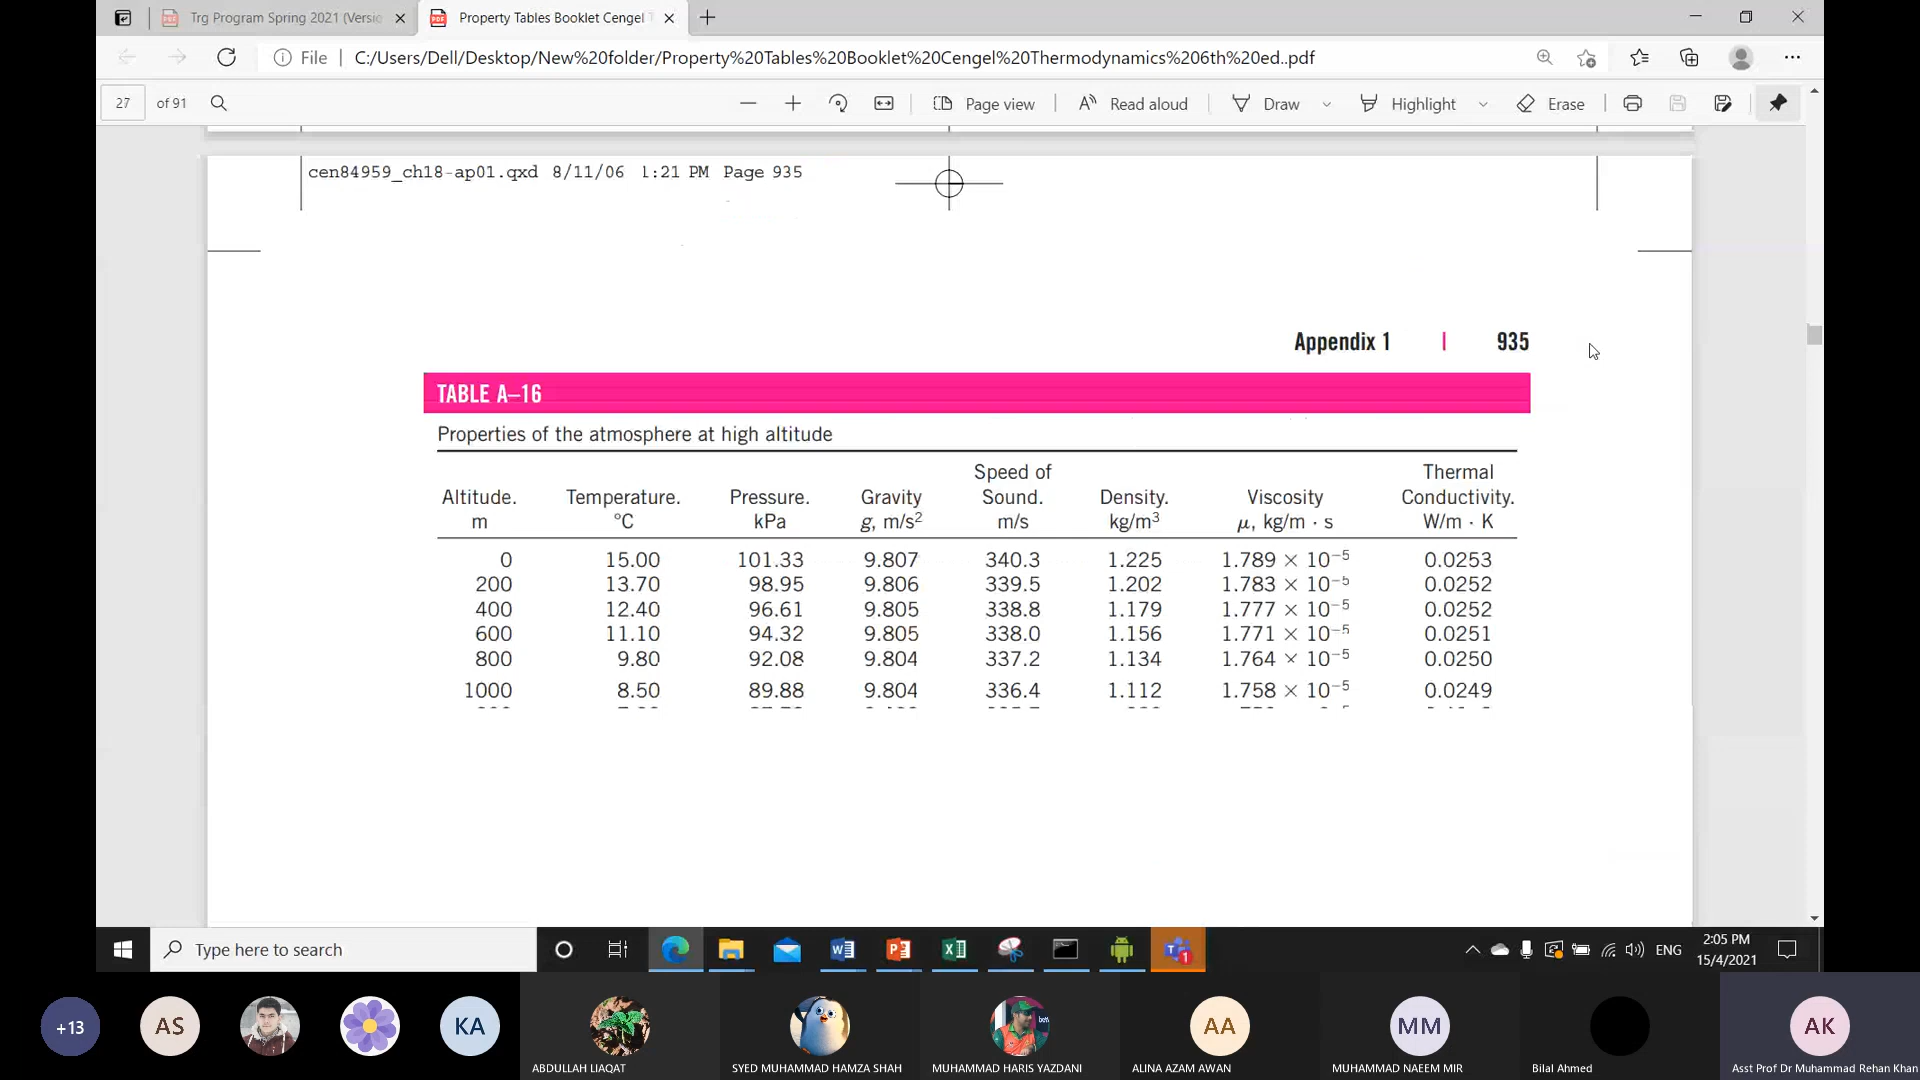 Trg Program Spring 2021 (Versio
Property Tables Booklet Cengel T
File
C:/Users/Dell/Desktop/New%20folder/Property%20Tables%20Booklet%20Cengel%20Thermodynamics%206th%20ed..pdf
27 of 91
Page view
Read aloud
Draw
Highlight
Erase
cen84959_ch18-ap01.qxd 8/11/06 1:21 PM Page 935
Appendix 1 | 935
TABLE A–16
Properties of the atmosphere at high altitude
Speed of Thermal
Altitude. Temperature. Pressure. Gravity Sound. Density. Viscosity Conductivity.
m °C kPa g, m/s² m/s kg/m³ μ, kg/m · s W/m · K
0 15.00 101.33 9.807 340.3 1.225 1.789 × 10⁻⁵ 0.0253
200 13.70 98.95 9.806 339.5 1.202 1.783 × 10⁻⁵ 0.0252
400 12.40 96.61 9.805 338.8 1.179 1.777 × 10⁻⁵ 0.0252
600 11.10 94.32 9.805 338.0 1.156 1.771 × 10⁻⁵ 0.0251
800 9.80 92.08 9.804 337.2 1.134 1.764 × 10⁻⁵ 0.0250
1000 8.50 89.88 9.804 336.4 1.112 1.758 × 10⁻⁵ 0.0249
Type here to search
ENG
2:05 PM
15/4/2021
+13
AS
KA
AA
MM
AK
ABDULLAH LIAQAT
SYED MUHAMMAD HAMZA SHAH
MUHAMMAD HARIS YAZDANI
ALINA AZAM AWAN
MUHAMMAD NAEEM MIR
Bilal Ahmed
Asst Prof Dr Muhammad Rehan Khan